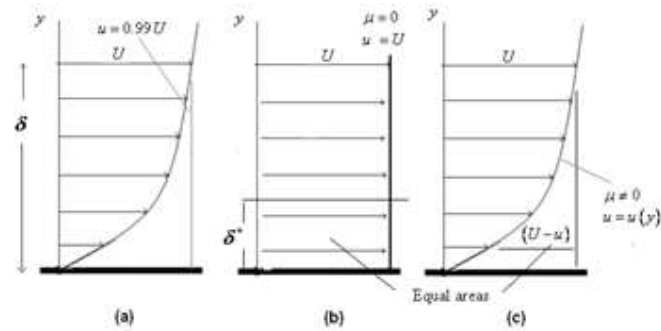 y
u = 0.99U
U
δ
(a)
y
μ = 0
u = U
U
δ*
(b)
y
U
μ ≠ 0
u = u(y)
(U − u)
Equal areas
(c)